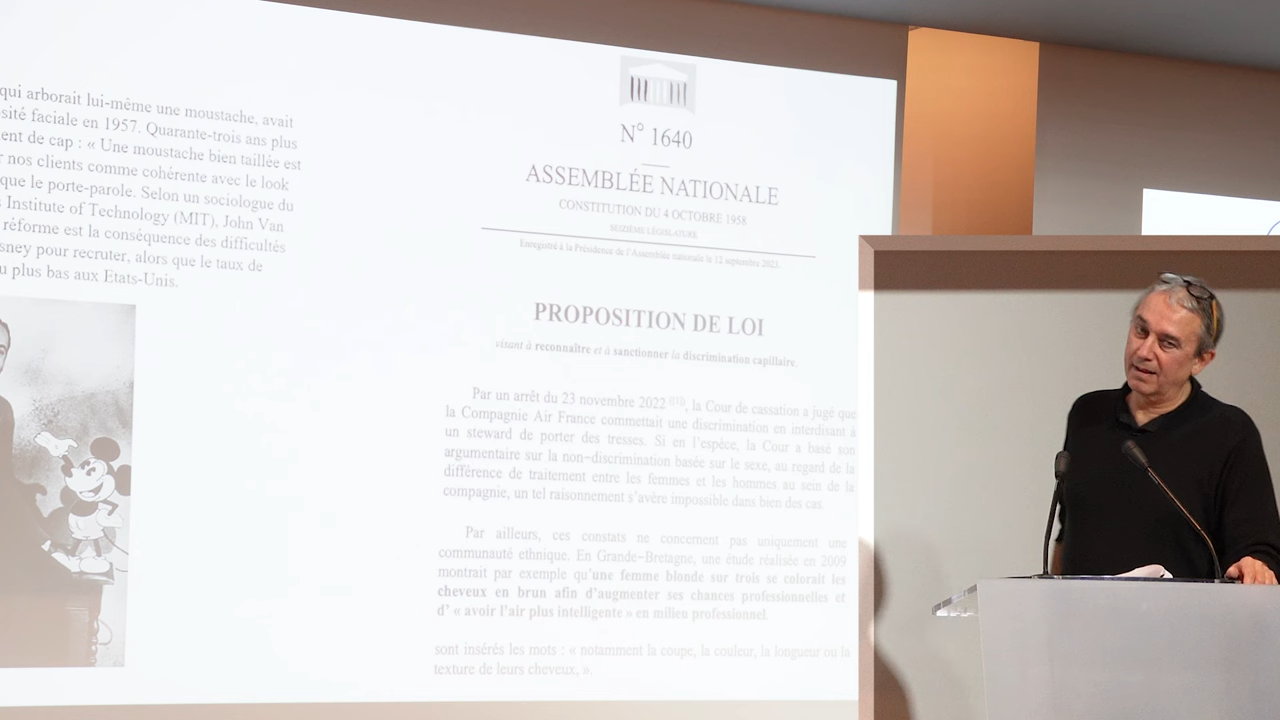 qui arborait lui-même une moustache, avait
sité faciale en 1957. Quarante-trois ans plus
ent de cap : « Une moustache bien taillée est
r nos clients comme cohérente avec le look
que le porte-parole. Selon un sociologue du
s Institute of Technology (MIT), John Van
réforme est la conséquence des difficultés
sney pour recruter, alors que le taux de
u plus bas aux Etats-Unis.
N° 1640
ASSEMBLÉE NATIONALE
CONSTITUTION DU 4 OCTOBRE 1958
SEIZIÈME LÉGISLATURE
Enregistré à la Présidence de l'Assemblée nationale le 12 septembre 2023.
PROPOSITION DE LOI
visant à reconnaître et à sanctionner la discrimination capillaire,
Par un arrêt du 23 novembre 2022 (1), la Cour de cassation a jugé que
la Compagnie Air France commettait une discrimination en interdisant à
un steward de porter des tresses. Si en l'espèce, la Cour a basé son
argumentaire sur la non-discrimination basée sur le sexe, au regard de la
différence de traitement entre les femmes et les hommes au sein de la
compagnie, un tel raisonnement s'avère impossible dans bien des cas.
Par ailleurs, ces constats ne concernent pas uniquement une
communauté ethnique. En Grande-Bretagne, une étude réalisée en 2009
montrait par exemple qu'une femme blonde sur trois se colorait les
cheveux en brun afin d'augmenter ses chances professionnelles et
d' « avoir l'air plus intelligente » en milieu professionnel.
sont insérés les mots : « notamment la coupe, la couleur, la longueur ou la
texture de leurs cheveux, ».